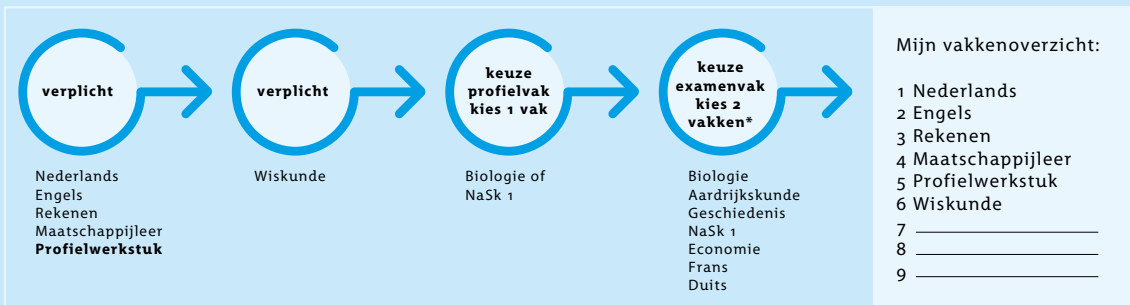 verplicht
Nederlands
Engels
Rekenen
Maatschappijleer
Profielwerkstuk
verplicht
Wiskunde
keuze
profielvak
kies 1 vak
Biologie of
NaSk 1
keuze
examenvak
kies 2
vakken*
Biologie
Aardrijkskunde
Geschiedenis
NaSk 1
Economie
Frans
Duits
Mijn vakkenoverzicht:
1 Nederlands
2 Engels
3 Rekenen
4 Maatschappijleer
5 Profielwerkstuk
6 Wiskunde
7
8
9